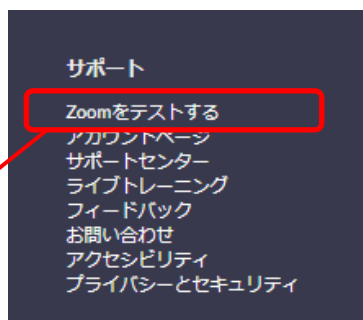 サポート
Zoomをテストする
アカウントページ
サポートセンター
ライブトレーニング
フィードバック
お問い合わせ
アクセシビリティ
プライバシーとセキュリティ